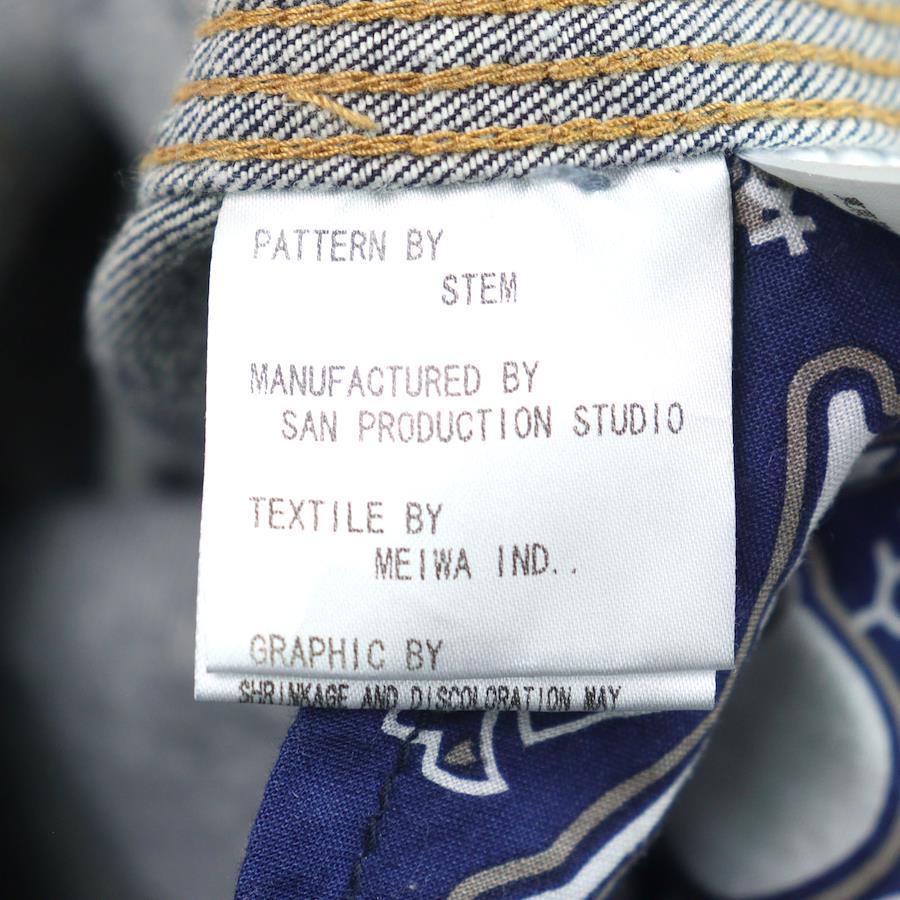 PATTERN BY
STEM
MANUFACTURED BY
SAN PRODUCTION STUDIO
TEXTILE BY
MEIWA IND..
GRAPHIC BY
SHRINKAGE AND DISCOLORATION MAY